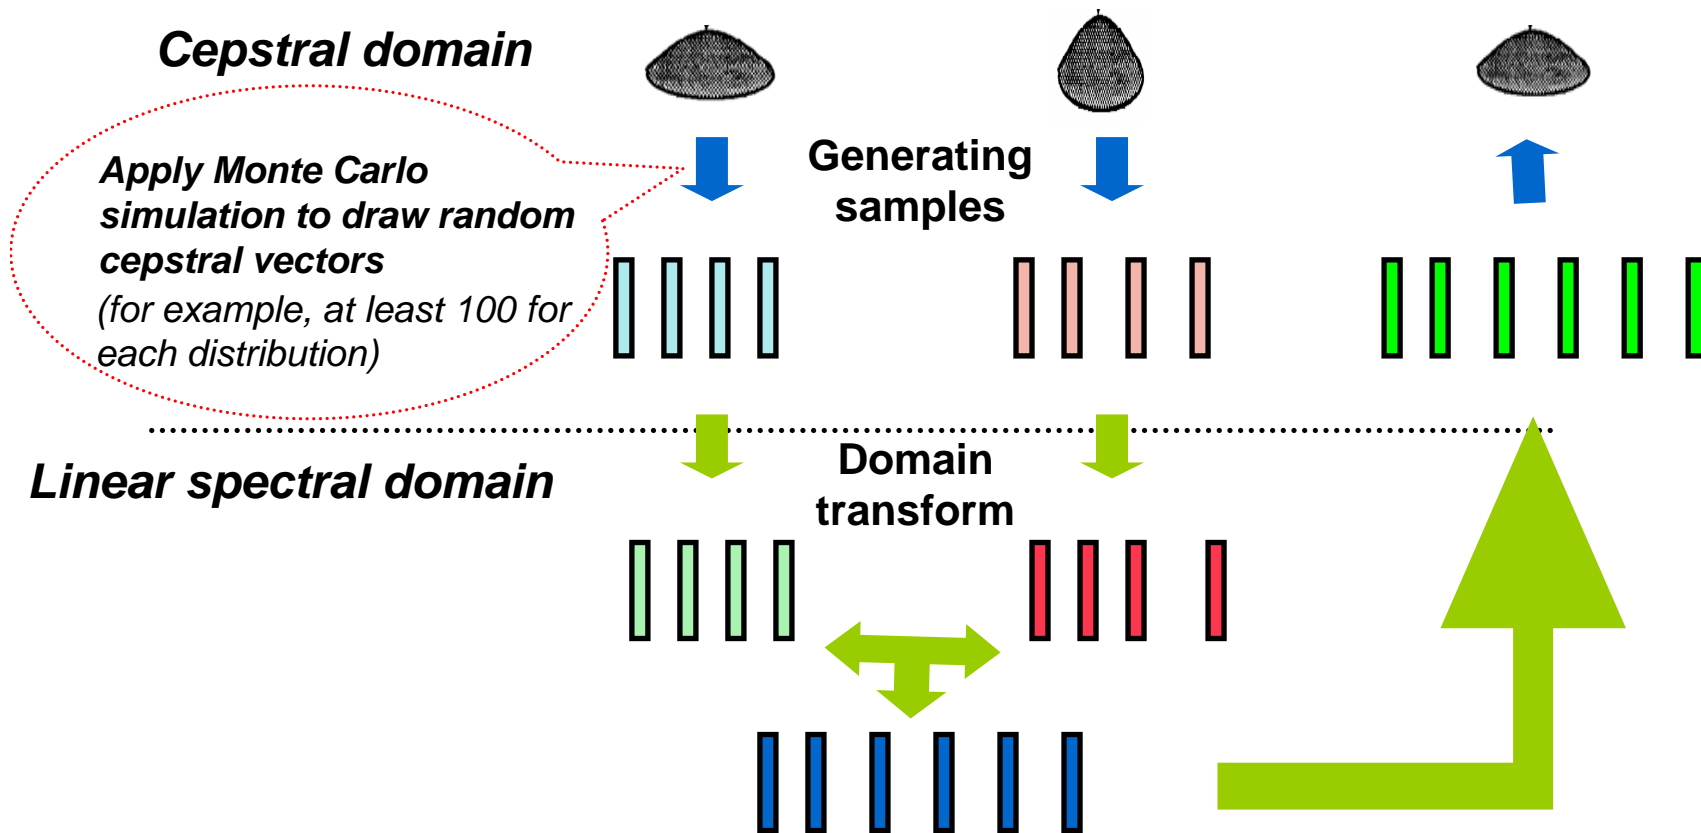 Cepstral domain
Apply Monte Carlo
simulation to draw random
cepstral vectors
(for example, at least 100 for
each distribution)
Generating
samples
Linear spectral domain
Domain
transform